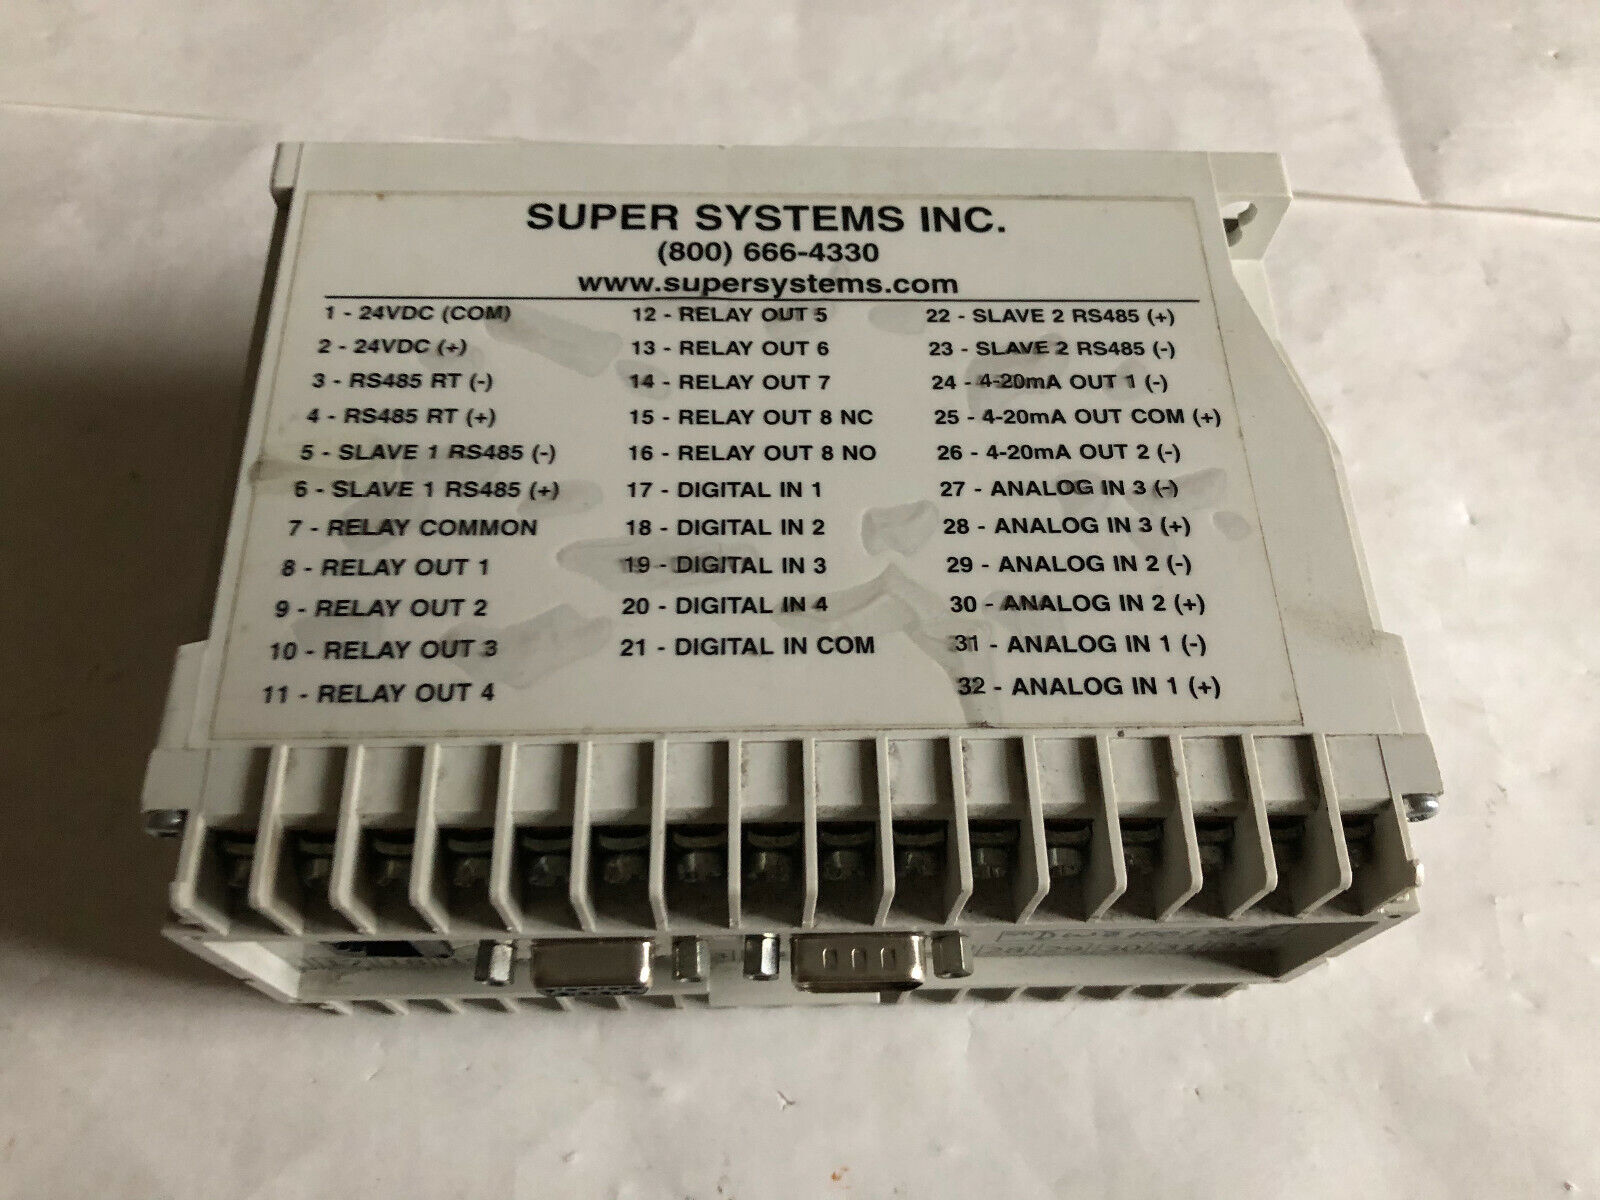 SUPER SYSTEMS INC.
(800) 666-4330
www.supersystems.com
1 - 24VDC (COM)
2 - 24VDC (+)
3 - RS485 RT (-)
4 - RS485 RT (+)
5 - SLAVE 1 RS485 (-)
6 - SLAVE 1 RS485 (+)
7 - RELAY COMMON
8 - RELAY OUT 1
9 - RELAY OUT 2
10 - RELAY OUT 3
11 - RELAY OUT 4
12 - RELAY OUT 5
13 - RELAY OUT 6
14 - RELAY OUT 7
15 - RELAY OUT 8 NC
16 - RELAY OUT 8 NO
17 - DIGITAL IN 1
18 - DIGITAL IN 2
19 - DIGITAL IN 3
20 - DIGITAL IN 4
21 - DIGITAL IN COM
22 - SLAVE 2 RS485 (+)
23 - SLAVE 2 RS485 (-)
24 - 4-20mA OUT 1 (-)
25 - 4-20mA OUT COM (+)
26 - 4-20mA OUT 2 (-)
27 - ANALOG IN 3 (-)
28 - ANALOG IN 3 (+)
29 - ANALOG IN 2 (-)
30 - ANALOG IN 2 (+)
31 - ANALOG IN 1 (-)
32 - ANALOG IN 1 (+)